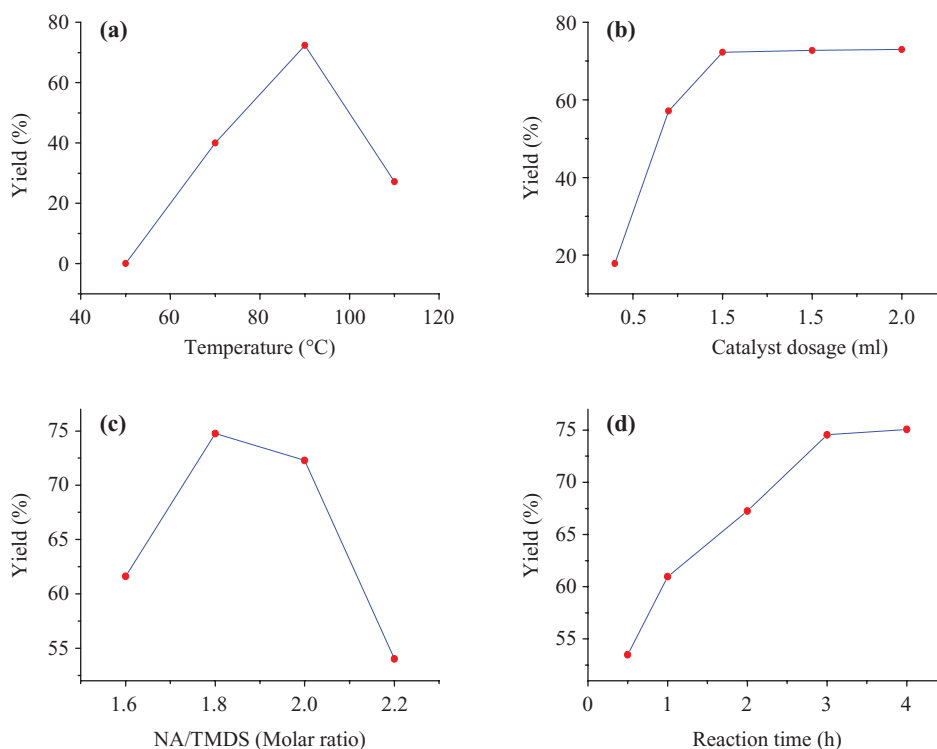 (a)
80
60
40
20
0
Yield (%)
40 60 80 100 120
Temperature (°C)
(b)
80
60
40
20
Yield (%)
0.5 1.5 1.5 2.0
Catalyst dosage (ml)
(c)
75
70
65
60
55
Yield (%)
1.6 1.8 2.0 2.2
NA/TMDS (Molar ratio)
(d)
75
70
65
60
55
Yield (%)
0 1 2 3 4
Reaction time (h)